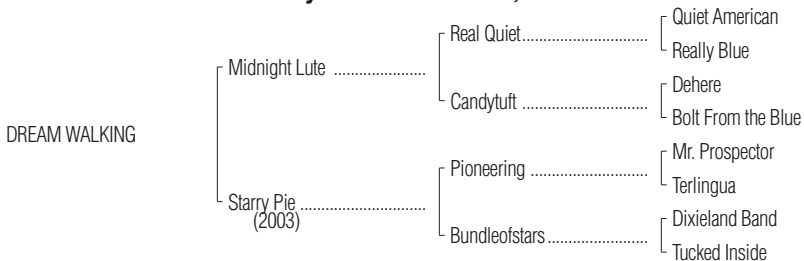 Quiet American
Real Quiet..............................
Really Blue
Midnight Lute ......................
Dehere
Candytuft ..............................
Bolt From the Blue
DREAM WALKING
Mr. Prospector
Pioneering ............................
Terlingua
Starry Pie ..............................
(2003)
Dixieland Band
Bundleofstars........................
Tucked Inside